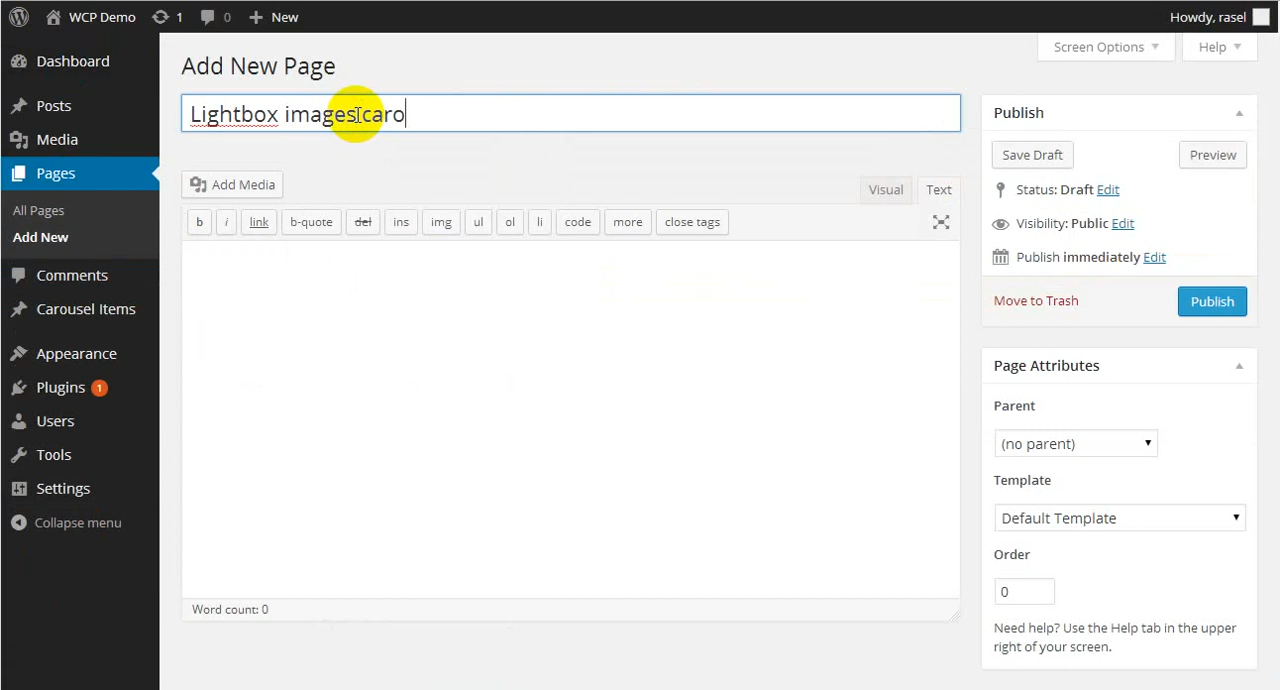 WCP Demo 1 0 New Howdy, rasel
Screen Options Help
Dashboard
Posts
Media
Pages
All Pages
Add New
Comments
Carousel Items
Appearance
Plugins 1
Users
Tools
Settings
Collapse menu
Add New Page
Lightbox images caro
Add Media Visual Text
b i link b-quote del ins img ul ol li code more close tags
Word count: 0
Publish
Save Draft Preview
Status: Draft Edit
Visibility: Public Edit
Publish immediately Edit
Move to Trash Publish
Page Attributes
Parent
(no parent)
Template
Default Template
Order
0
Need help? Use the Help tab in the upper
right of your screen.